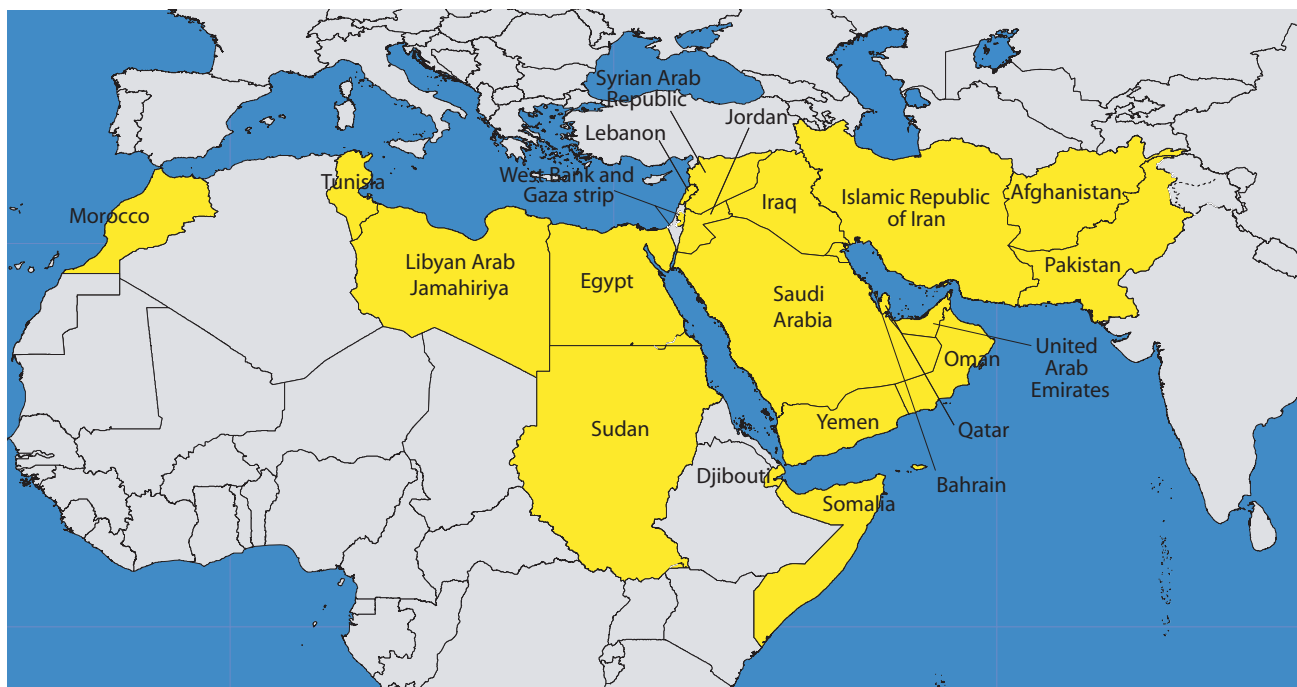 Syrian Arab
Republic
Jordan
Lebanon
West Bank and
Gaza strip
Tunisia
Morocco
Iraq
Islamic Republic
of Iran
Afghanistan
Pakistan
Libyan Arab
Jamahiriya
Egypt
Saudi
Arabia
Oman
United
Arab
Emirates
Yemen
Qatar
Sudan
Djibouti
Bahrain
Somalia